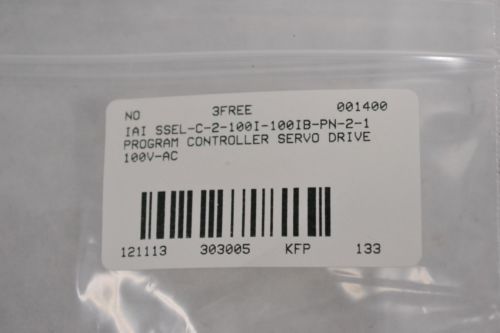 NO 3FREE 001400
IAI SSEL-C-2-100I-100IB-PN-2-1
PROGRAM CONTROLLER SERVO DRIVE
100V-AC
121113 303005 KFP 133